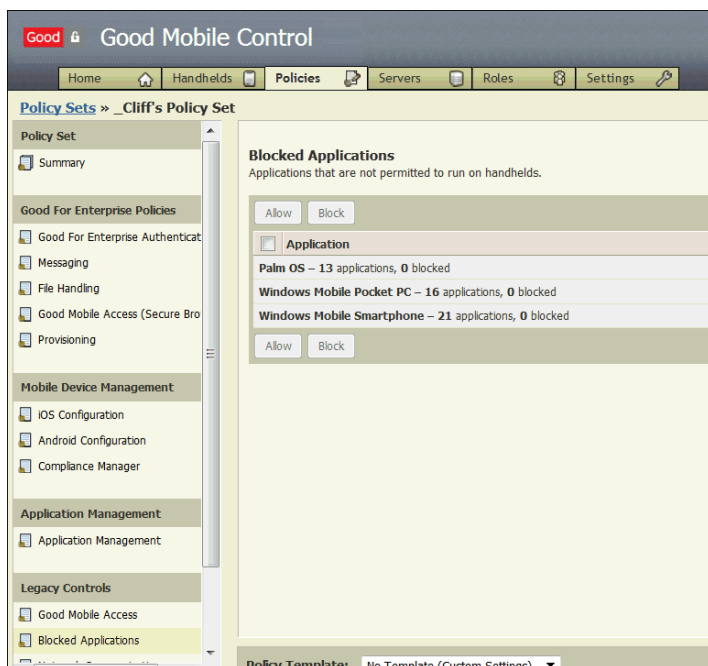 Good Good Mobile Control
Home Handhelds Policies Servers Roles Settings
Policy Sets » _Cliff's Policy Set
Policy Set
Summary
Good For Enterprise Policies
Good For Enterprise Authenticat
Messaging
File Handling
Good Mobile Access (Secure Bro
Provisioning
Mobile Device Management
iOS Configuration
Android Configuration
Compliance Manager
Application Management
Application Management
Legacy Controls
Good Mobile Access
Blocked Applications
Blocked Applications
Applications that are not permitted to run on handhelds.
Allow Block
Application
Palm OS – 13 applications, 0 blocked
Windows Mobile Pocket PC – 16 applications, 0 blocked
Windows Mobile Smartphone – 21 applications, 0 blocked
Allow Block
Policy Template: No Template (Custom Settings)